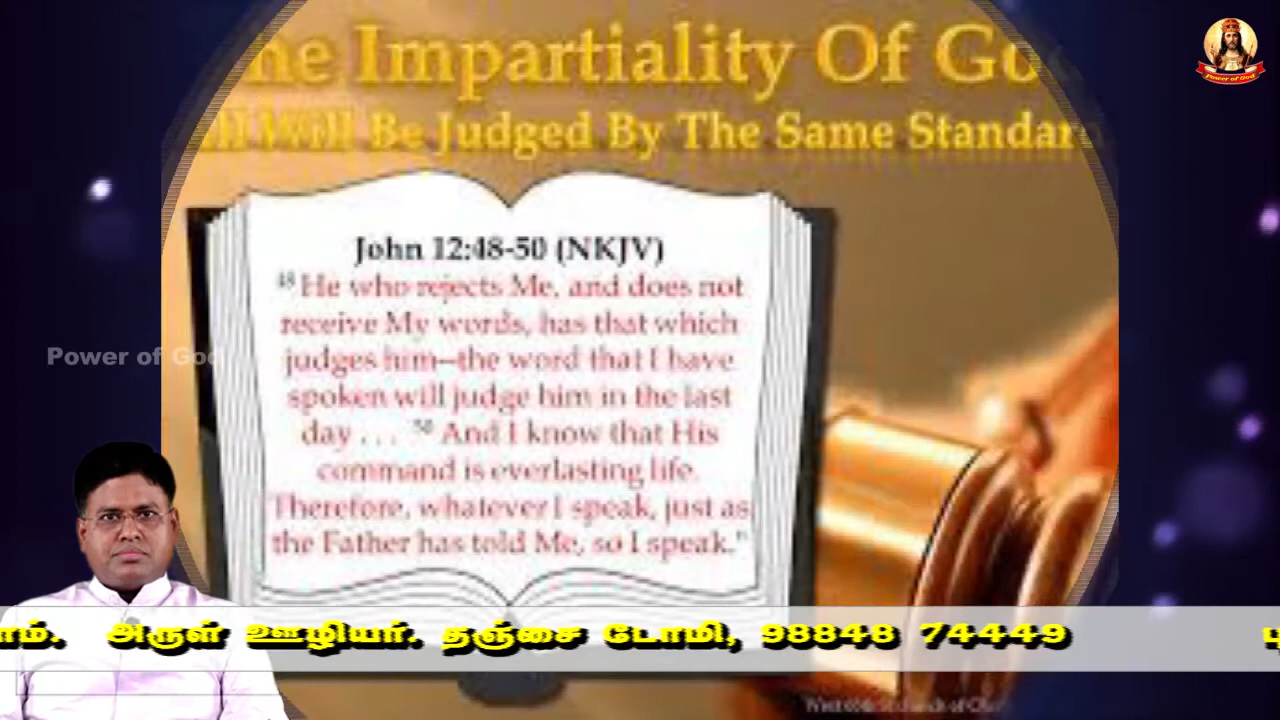 Impartiality Of
Will Be Judged By The Same
Power of God
John 12:48-50 (NKJV)
48 He who rejects Me, and does not
receive My words, has that which
judges him—the word that I have
spoken will judge him in the last
day . . . 50 And I know that His
command is everlasting life.
Therefore, whatever I speak, just as
the Father has told Me, so I speak."
Power of God
அருள் ஊழியர். தஞ்சை டோமி, 98848 74449